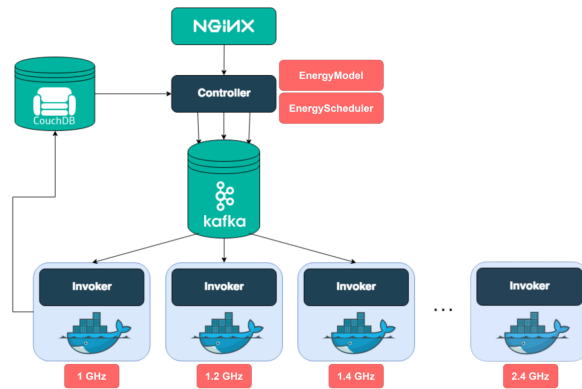 NGINX
EnergyModel
Controller
EnergyScheduler
CouchDB
kafka
Invoker
Invoker
Invoker
Invoker
...
1 GHz
1.2 GHz
1.4 GHz
2.4 GHz